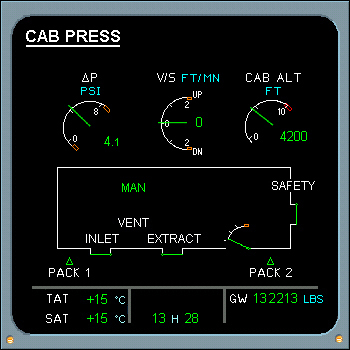 CAB PRESS
ΔP V/S FT/MN CAB ALT
PSI FT
UP
8 2 10
0 4.1 0 0 0 4200
2
DN
MAN SAFETY
VENT
INLET EXTRACT
PACK 1 PACK 2
TAT +15 °C GW 132213 LBS
SAT +15 °C 13 H 28